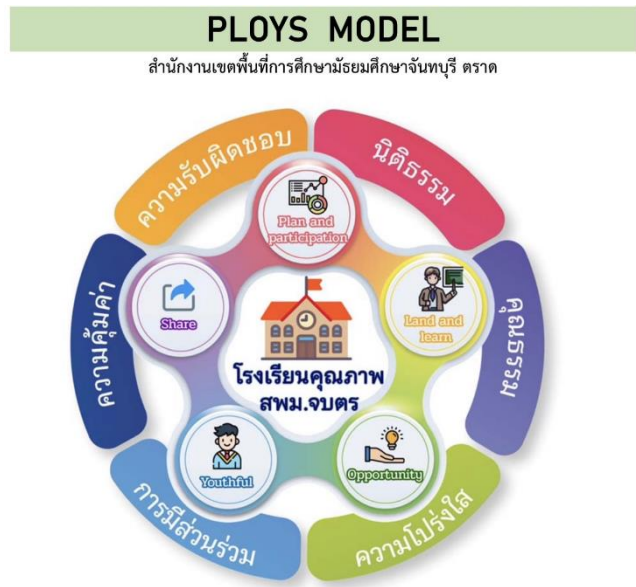 PLOYS MODEL
สำนักงานเขตพื้นที่การศึกษามัธยมศึกษาจันทบุรี ตราด
ความรับผิดชอบ
นิติธรรม
Plan and
participation
ความคุ้มค่า
Share
Land and
learn
คุณธรรม
โรงเรียนคุณภาพ
สพม.จบตร
Youthful
Opportunity
การมีส่วนร่วม
ความโปร่งใส